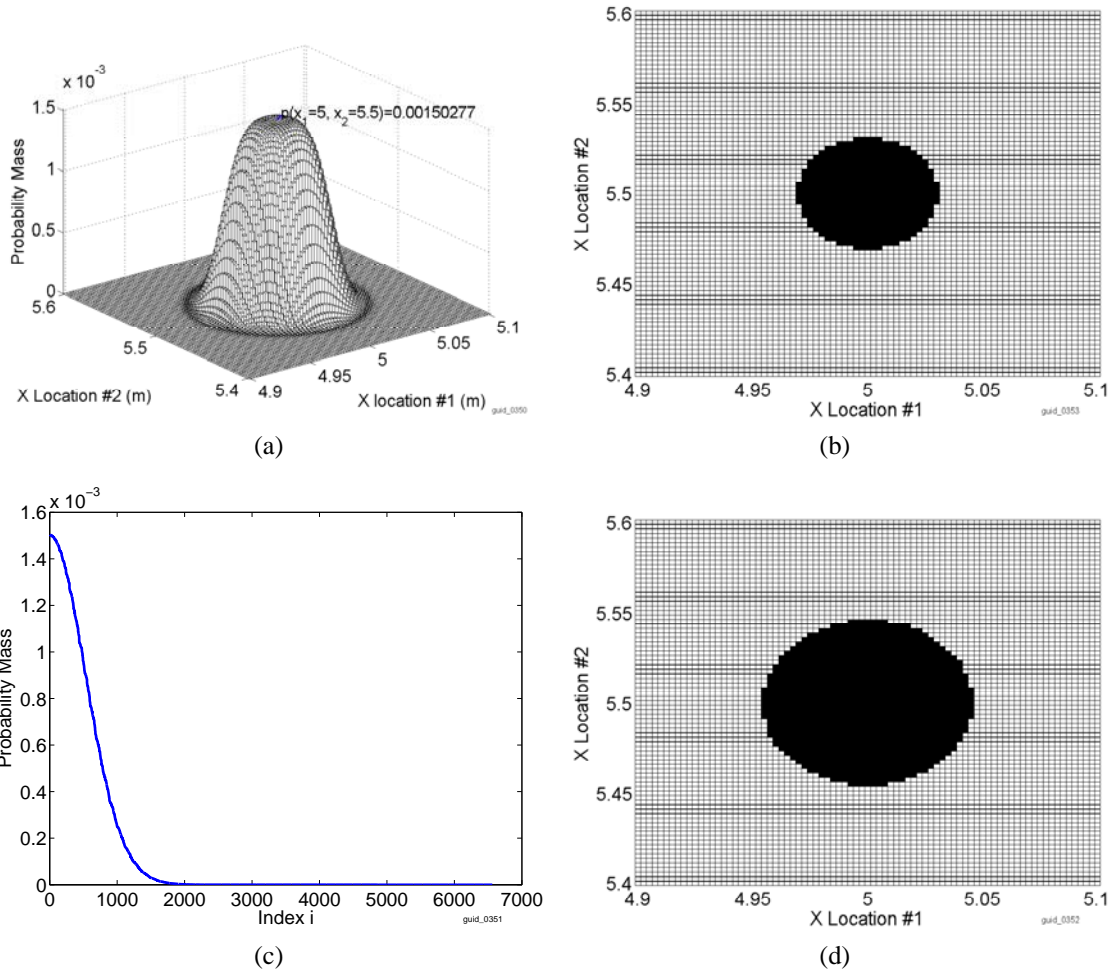 x 10⁻³
1.5
1
0.5
0
Probability Mass
p(x₁=5, x₂=5.5)=0.00150277
5.6
5.5
5.4
X Location #2 (m)
4.9
4.95
5
5.05
5.1
X location #1 (m)
guid_0350
(a)
5.6
5.55
5.5
5.45
5.4
X Location #2
4.9
4.95
5
5.05
5.1
X Location #1
guid_0353
(b)
x 10⁻³
1.6
1.4
1.2
1
0.8
0.6
0.4
0.2
0
Probability Mass
0
1000
2000
3000
4000
5000
6000
7000
Index i
guid_0351
(c)
5.6
5.55
5.5
5.45
5.4
X Location #2
4.9
4.95
5
5.05
5.1
X Location #1
guid_0352
(d)